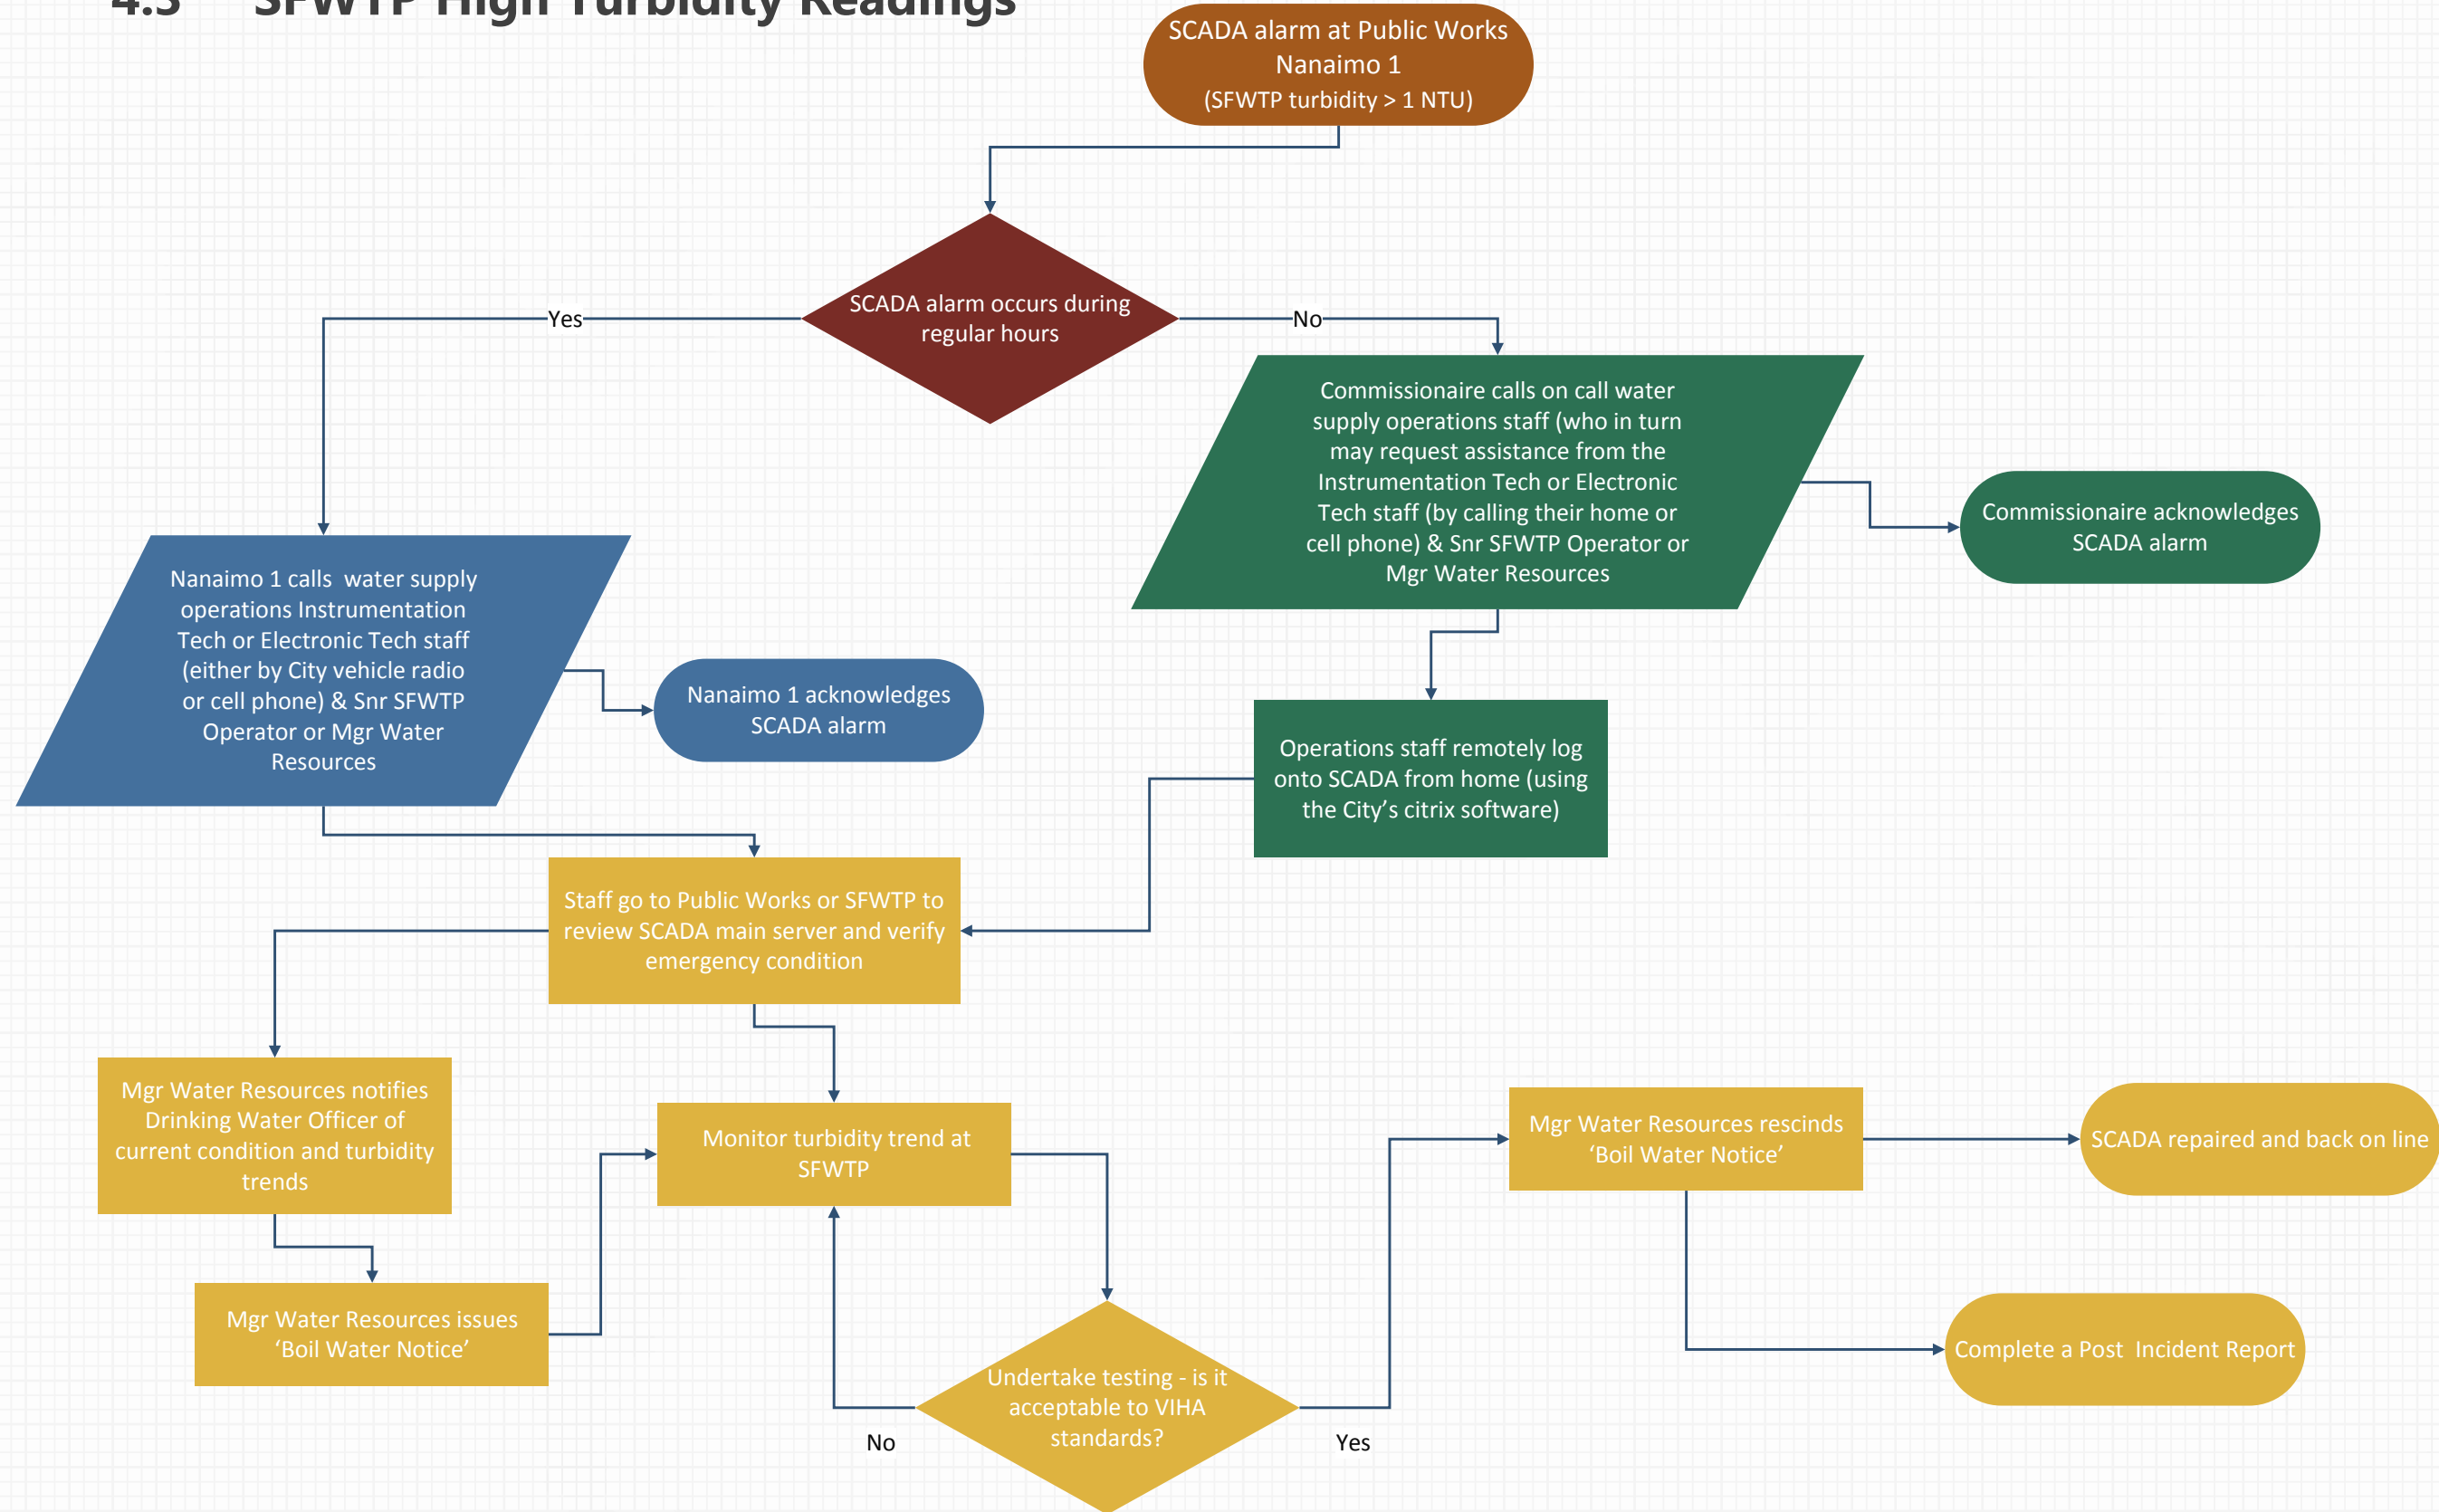 4.3 SFWTP High Turbidity Readings
SCADA alarm at Public Works
Nanaimo 1
(SFWTP turbidity > 1 NTU)
SCADA alarm occurs during
regular hours
Yes
No
Commissionaire calls on call water
supply operations staff (who in turn
may request assistance from the
Instrumentation Tech or Electronic
Tech staff (by calling their home or
cell phone) & Snr SFWTP Operator or
Mgr Water Resources
Commissionaire acknowledges
SCADA alarm
Nanaimo 1 calls  water supply
operations Instrumentation
Tech or Electronic Tech staff
(either by City vehicle radio
or cell phone) & Snr SFWTP
Operator or Mgr Water
Resources
Nanaimo 1 acknowledges
SCADA alarm
Operations staff remotely log
onto SCADA from home (using
the City’s citrix software)
Staff go to Public Works or SFWTP to
review SCADA main server and verify
emergency condition
Mgr Water Resources notifies
Drinking Water Officer of
current condition and turbidity
trends
Monitor turbidity trend at
SFWTP
Mgr Water Resources rescinds
‘Boil Water Notice’
SCADA repaired and back on line
Mgr Water Resources issues
‘Boil Water Notice’
Undertake testing - is it
acceptable to VIHA
standards?
No
Yes
Complete a Post  Incident Report